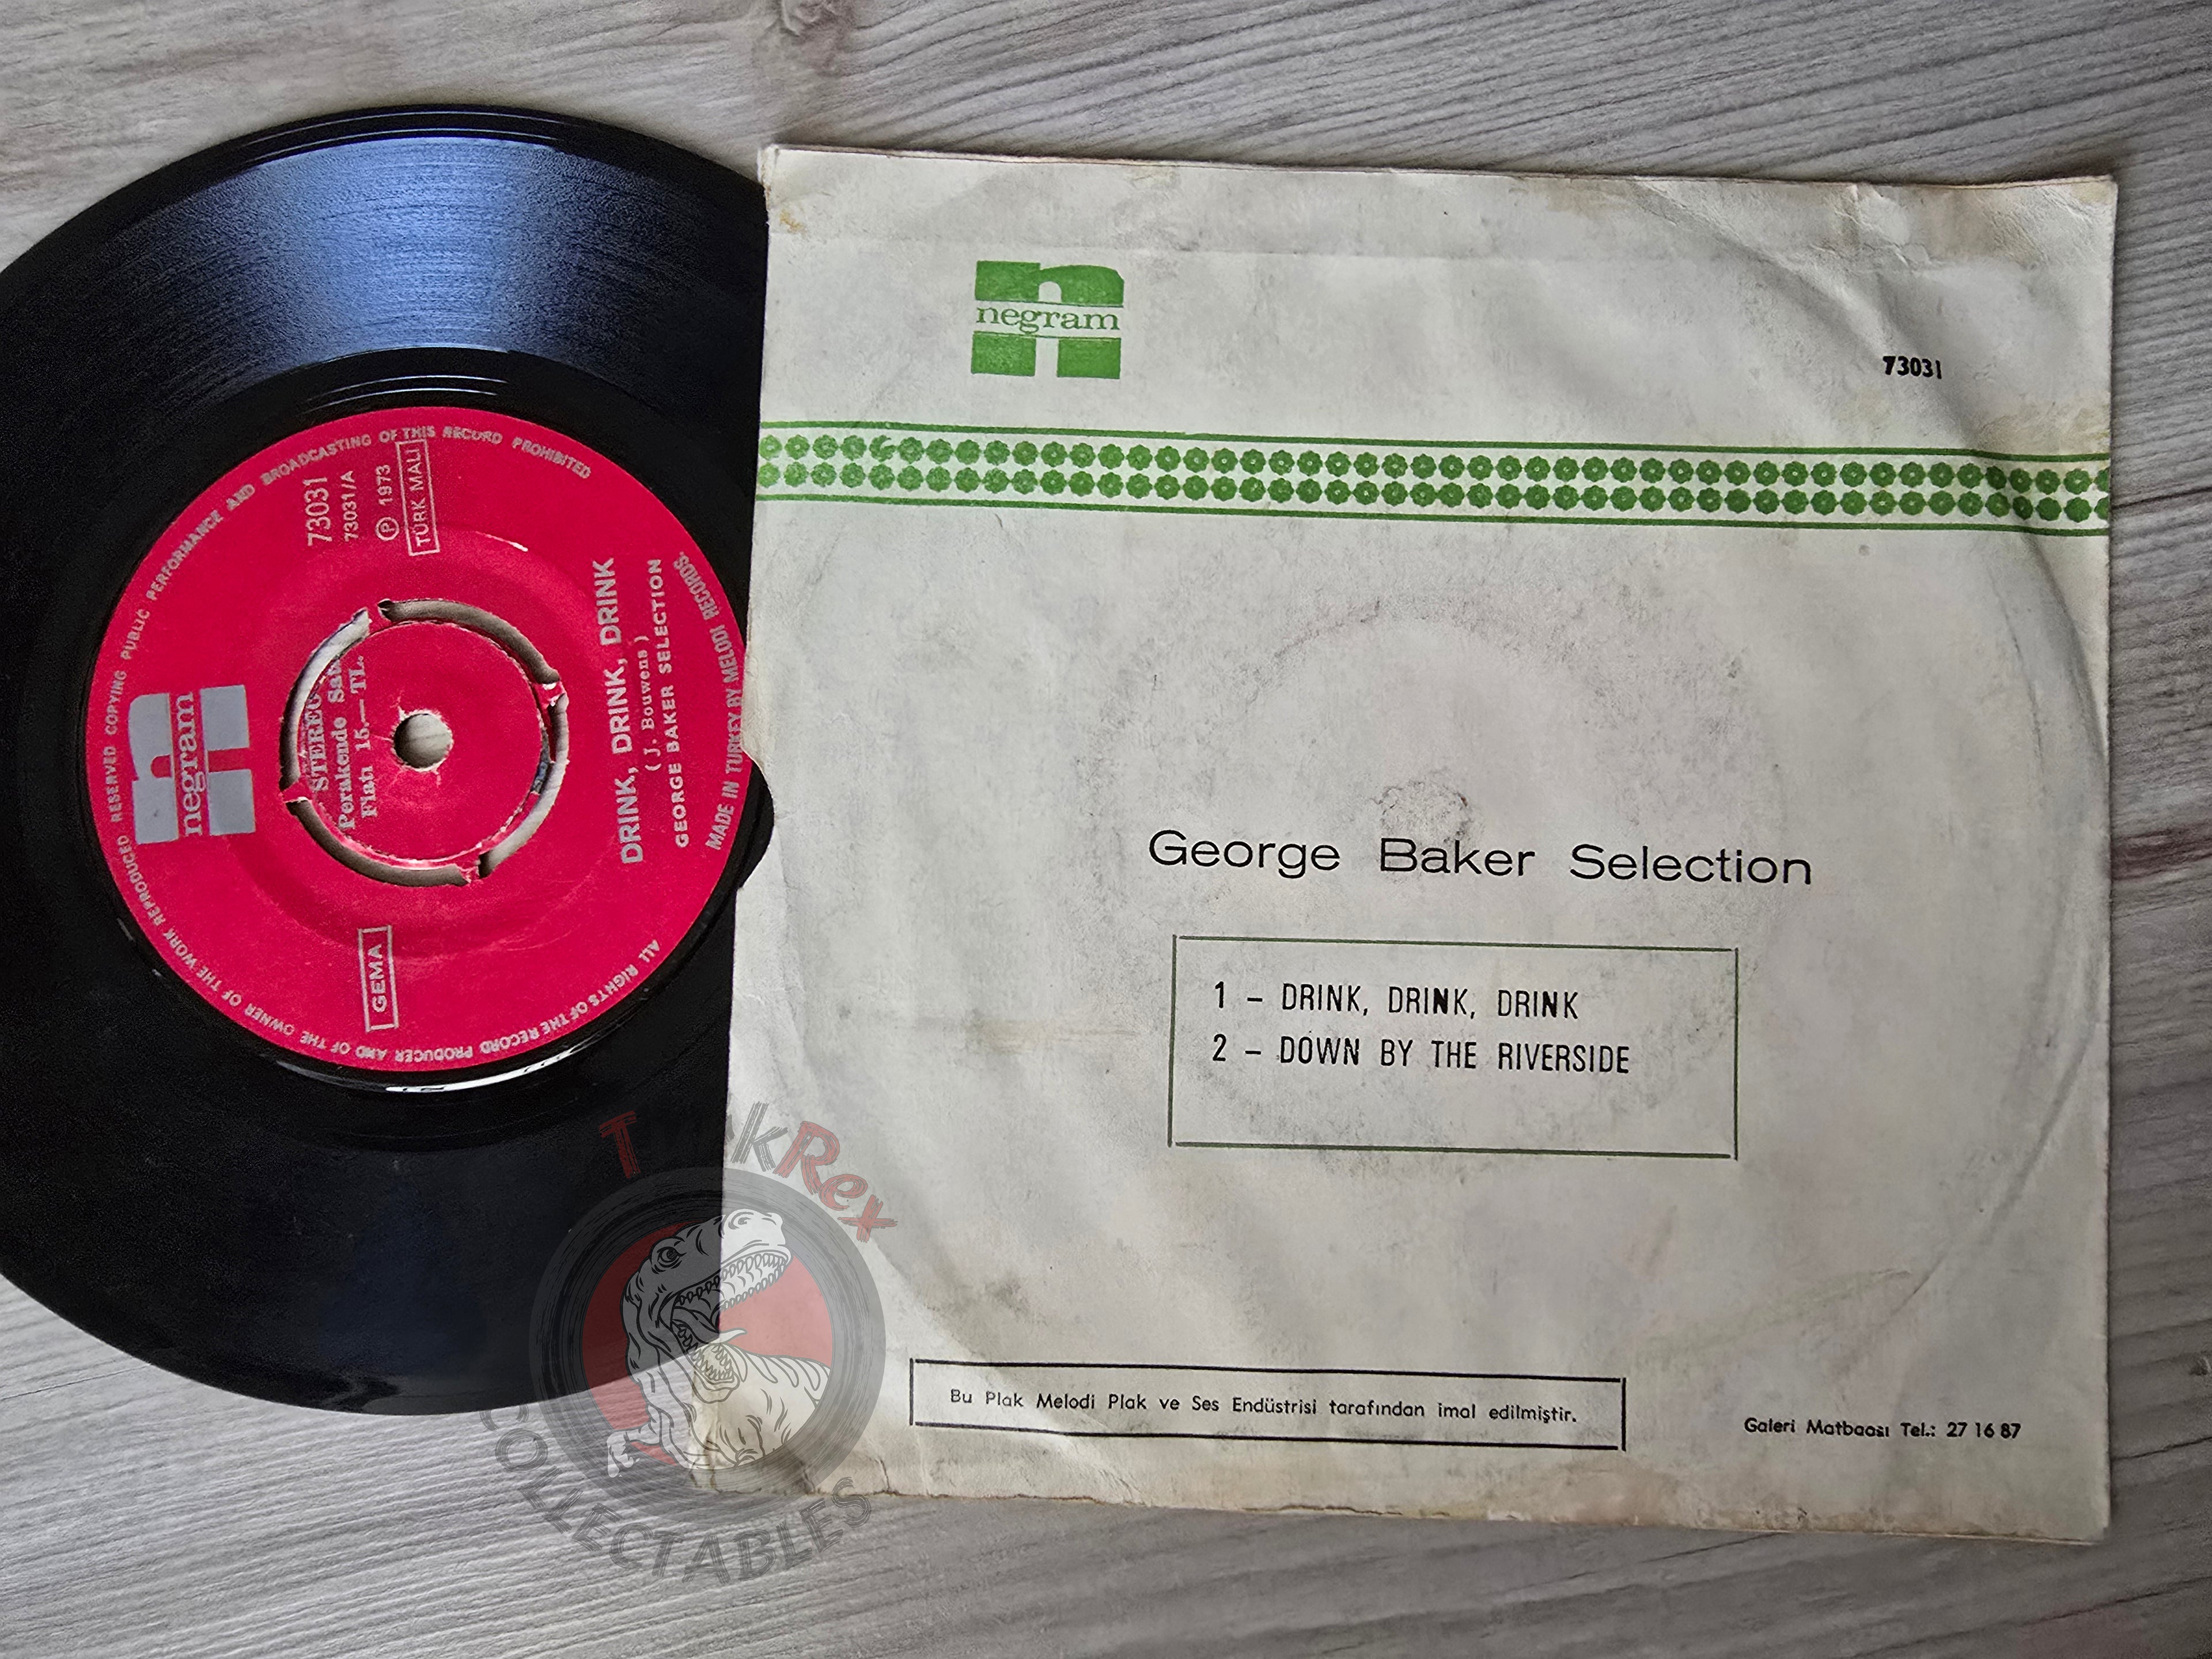 negram
73031
George Baker Selection
1 - DRINK, DRINK, DRINK
2 - DOWN BY THE RIVERSIDE
Bu Plak Melodi Plak ve Ses Endüstrisi tarafından imal edilmiştir.
Galeri Matbaası Tel.: 27 16 87
ALL RIGHTS OF THE RECORD PRODUCER AND OF THE OWNER OF THE WORK REPRODUCED RESERVED COPYING PUBLIC PERFORMANCE AND BROADCASTING OF THIS RECORD PROHIBITED
negram
STEREO
Perakende
Fiatı 15.— TL.
GEMA
73031
73031/A
Ⓟ 1973
TÜRK MALI
DRINK, DRINK, DRINK
( J. Bouwens )
GEORGE BAKER SELECTION
MADE IN TURKEY BY MELODI RECORDS
COLLECTABLES